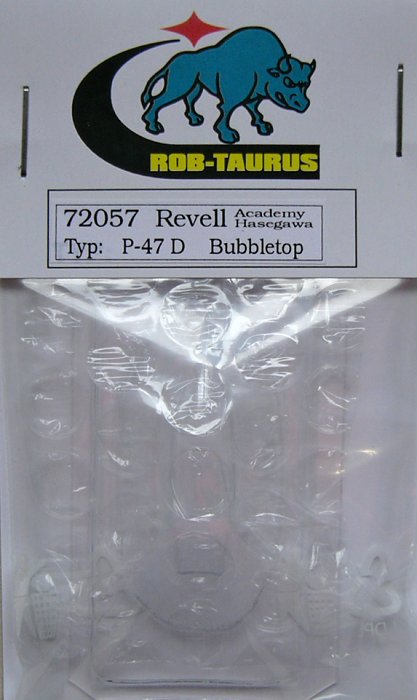 ROB-TAURUS
72057 Revell Academy Hasegawa
Typ: P-47 D Bubbletop